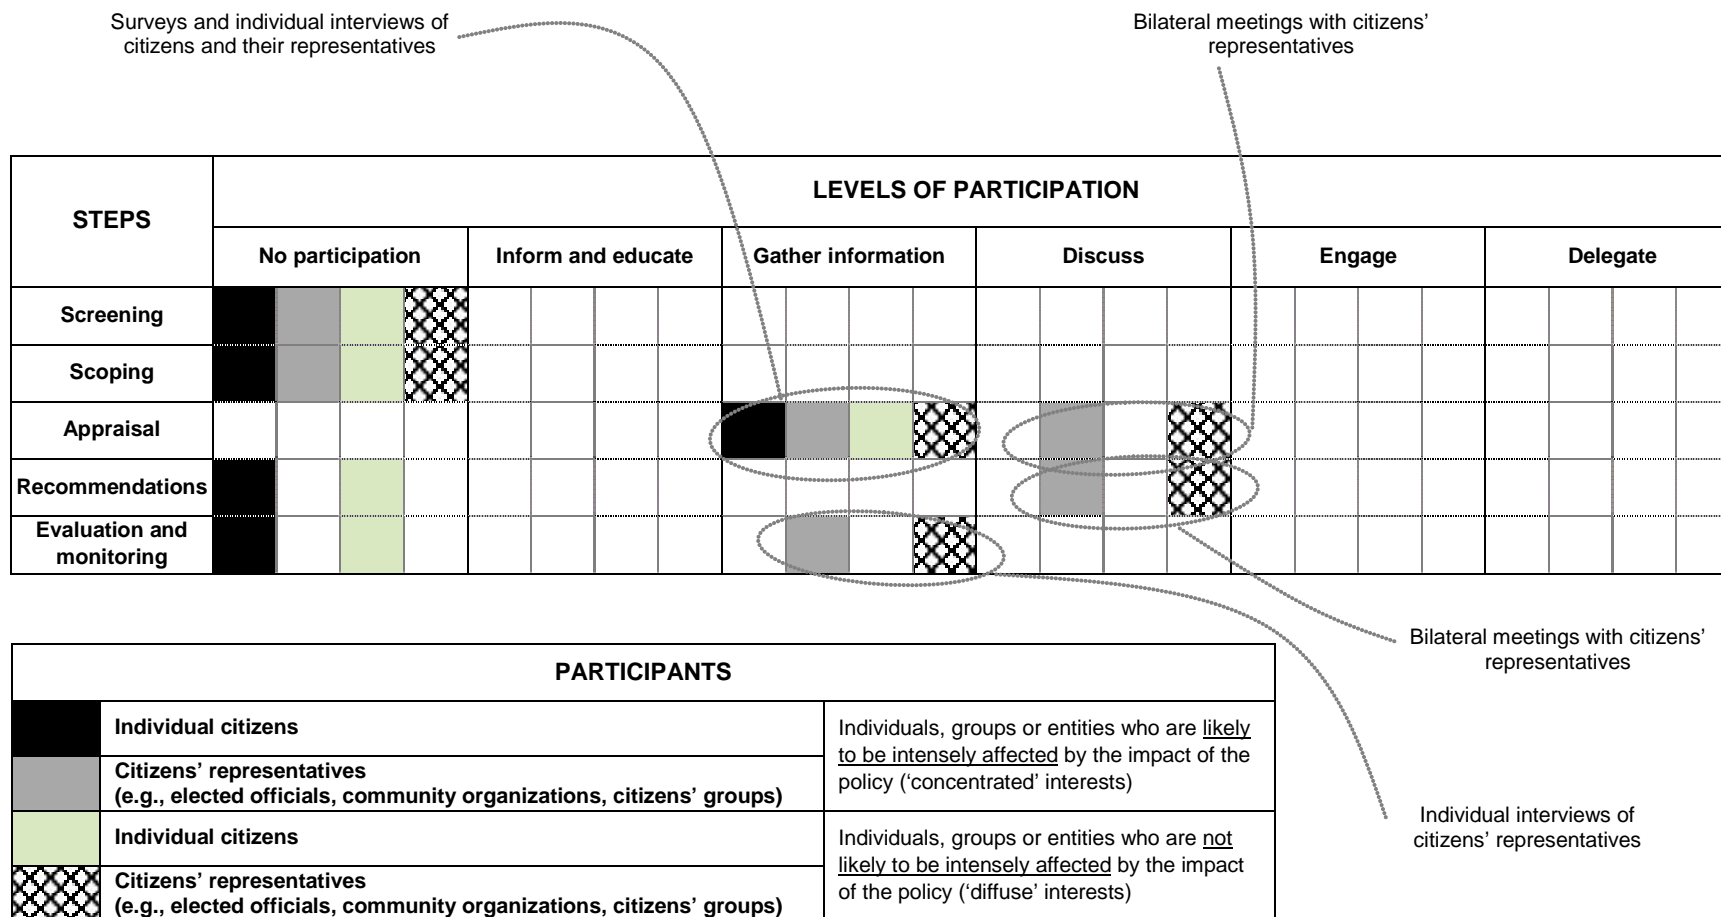 Surveys and individual interviews of
citizens and their representatives
Bilateral meetings with citizens’
representatives
STEPS
LEVELS OF PARTICIPATION
No participation
Inform and educate
Gather information
Discuss
Engage
Delegate
Screening
Scoping
Appraisal
Recommendations
Evaluation and
monitoring
Bilateral meetings with citizens’
representatives
Individual interviews of
citizens’ representatives
PARTICIPANTS
Individual citizens
Citizens’ representatives
(e.g., elected officials, community organizations, citizens’ groups)
Individuals, groups or entities who are likely
to be intensely affected by the impact of the
policy (‘concentrated’ interests)
Individual citizens
Citizens’ representatives
(e.g., elected officials, community organizations, citizens’ groups)
Individuals, groups or entities who are not
likely to be intensely affected by the impact
of the policy (‘diffuse’ interests)